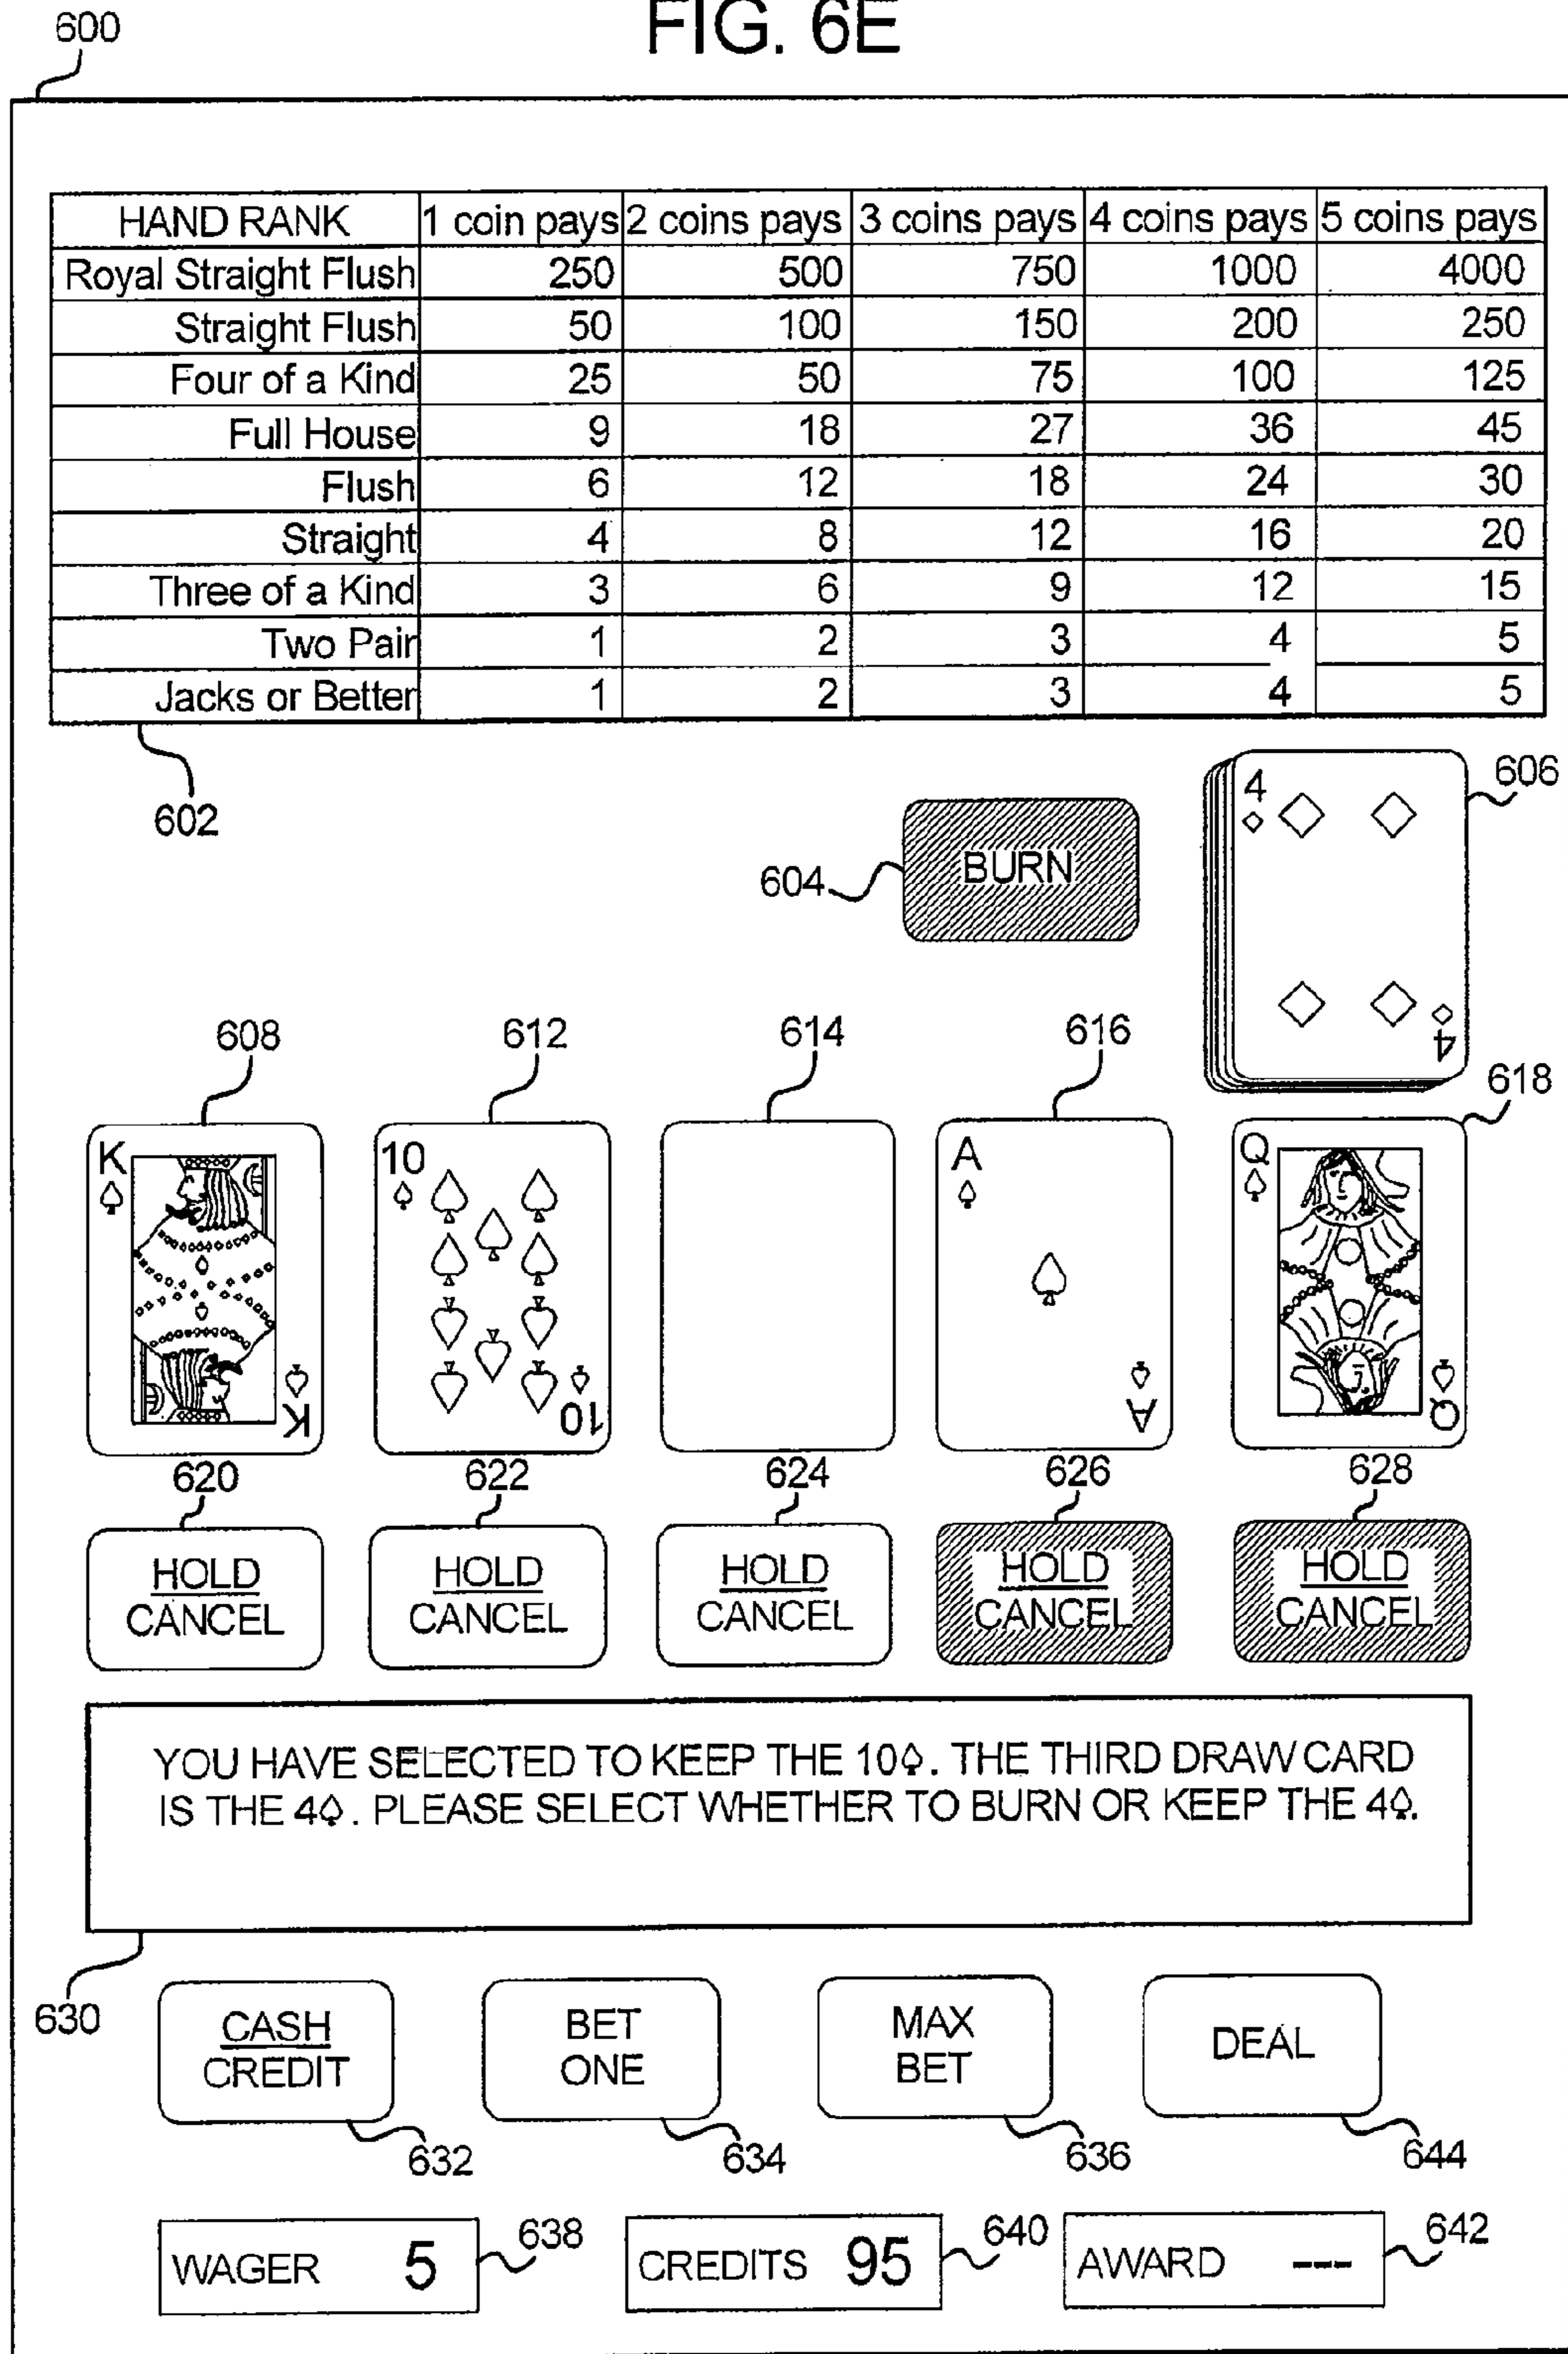 FIG. 6E
600
HAND RANK 1 coin pays 2 coins pays 3 coins pays 4 coins pays 5 coins pays
Royal Straight Flush 250 500 750 1000 4000
Straight Flush 50 100 150 200 250
Four of a Kind 25 50 75 100 125
Full House 9 18 27 36 45
Flush 6 12 18 24 30
Straight 4 8 12 16 20
Three of a Kind 3 6 9 12 15
Two Pair 1 2 3 4 5
Jacks or Better 1 2 3 4 5
602
604
BURN
4♢
4♢
606
608 612 614 616 618
K♤ 10♤ A♤ Q♤
K♤ 10♤ A♤ Q♤
620 622 624 626 628
HOLD HOLD HOLD HOLD HOLD
CANCEL CANCEL CANCEL CANCEL CANCEL
YOU HAVE SELECTED TO KEEP THE 10♤. THE THIRD DRAW CARD
IS THE 4♤. PLEASE SELECT WHETHER TO BURN OR KEEP THE 4♤.
630
CASH BET MAX DEAL
CREDIT ONE BET
632 634 636 644
WAGER 5 638 CREDITS 95 640 AWARD --- 642